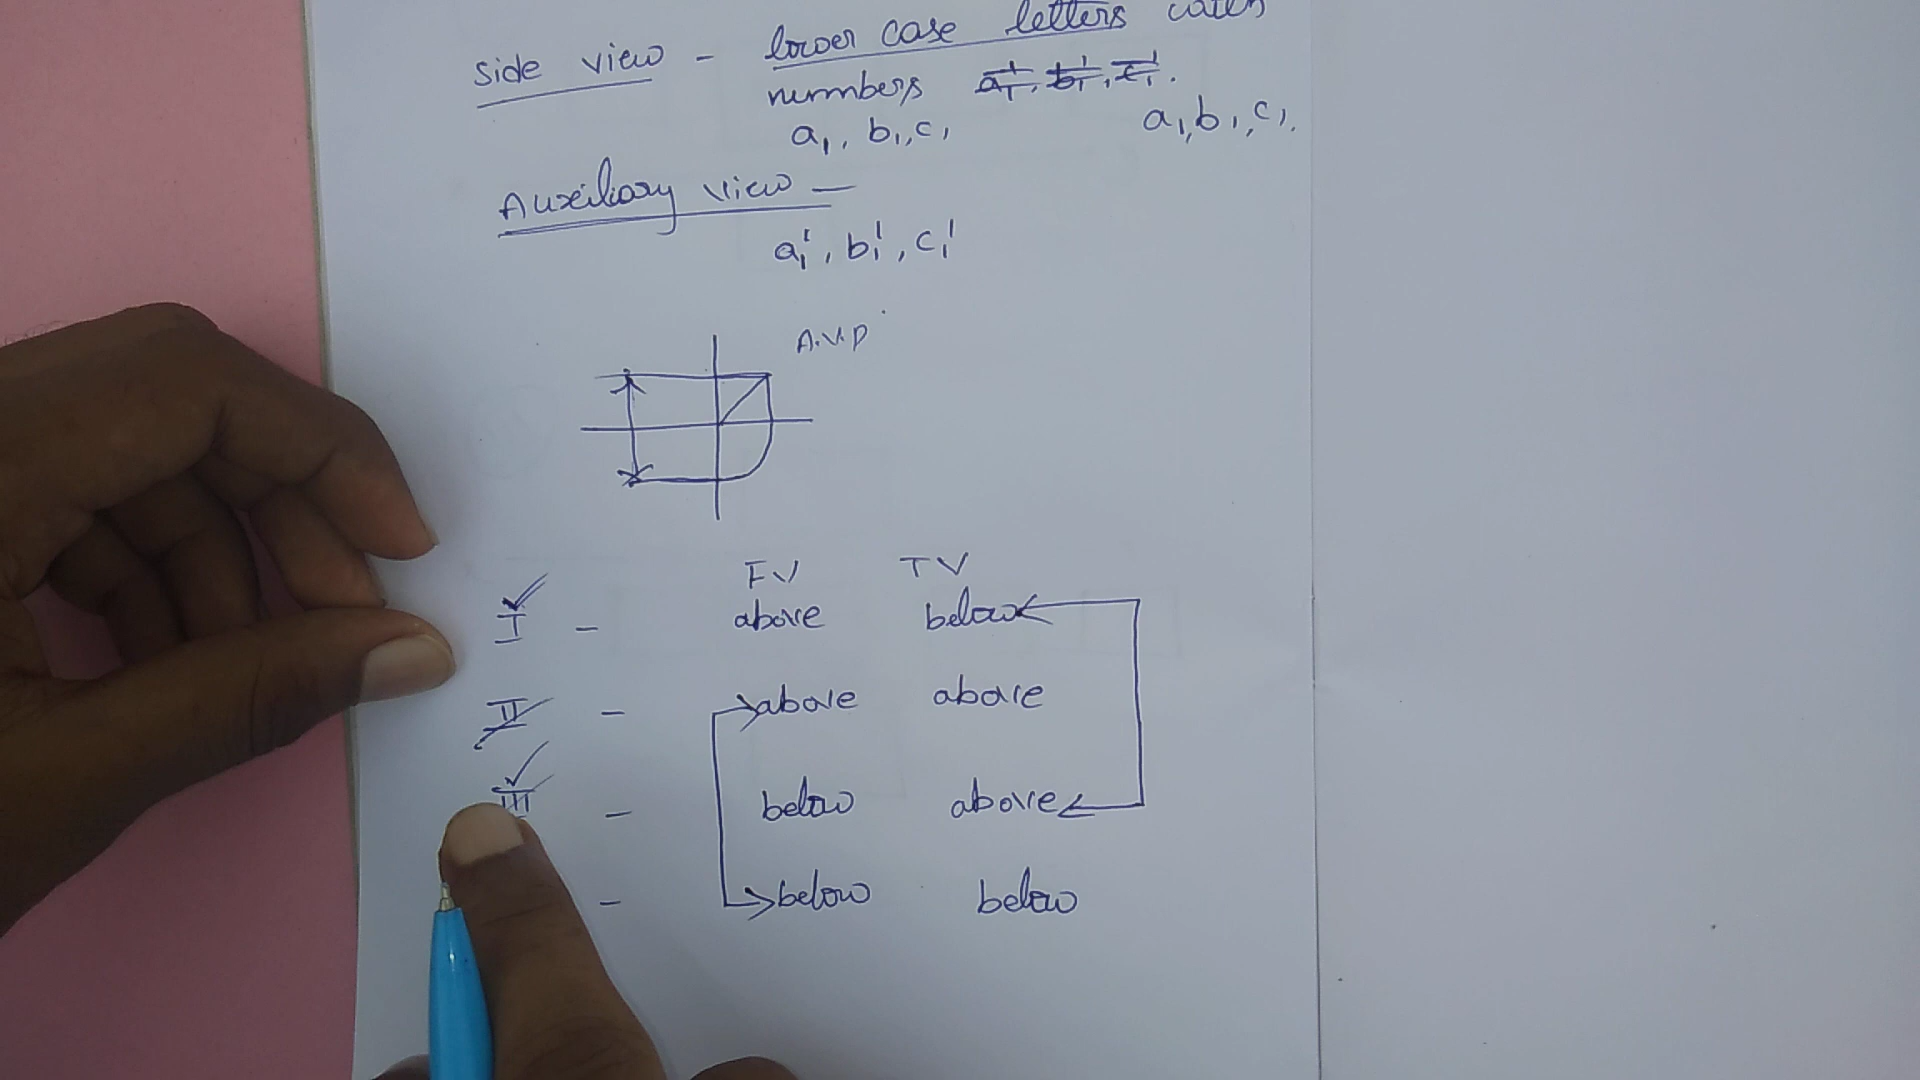 side view - lower case letters with
numbers a₁', b₁', c₁'.
a₁, b₁, c₁ a₁, b₁, c₁.
Auxiliary view -
a₁', b₁', c₁'
A.V.P
FV TV
I - above below
II - above above
III - below above
- below below